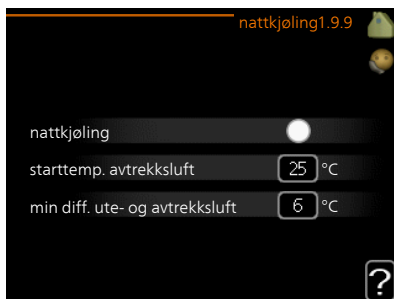 nattkjøling1.9.9
nattkjøling
starttemp. avtrekksluft 25 °C
min diff. ute- og avtrekksluft 6 °C
?